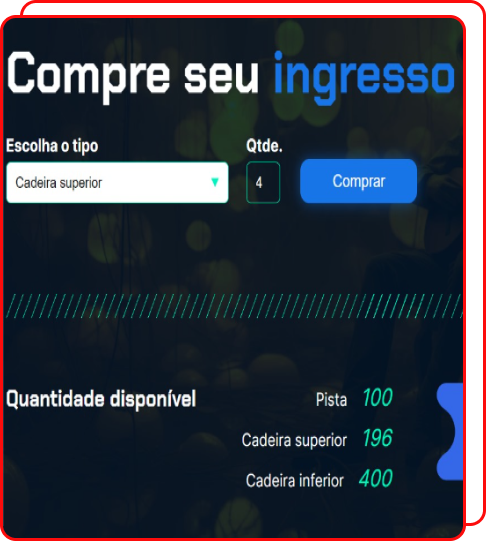 Compre seu ingresso
Escolha o tipo
Qtde.
Cadeira superior
4
Comprar
Quantidade disponível
Pista 100
Cadeira superior 196
Cadeira inferior 400